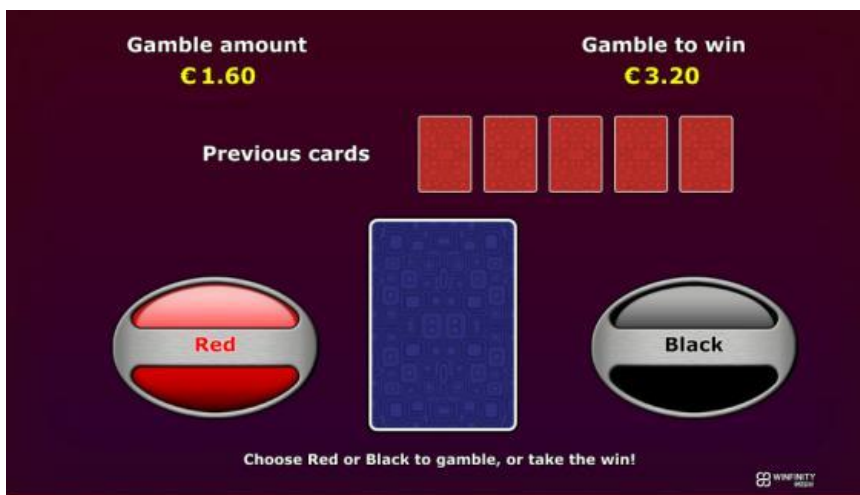 Gamble amount
Gamble to win
€1.60
€3.20
Previous cards
Red
Black
Choose Red or Black to gamble, or take the win!
WINFINITY